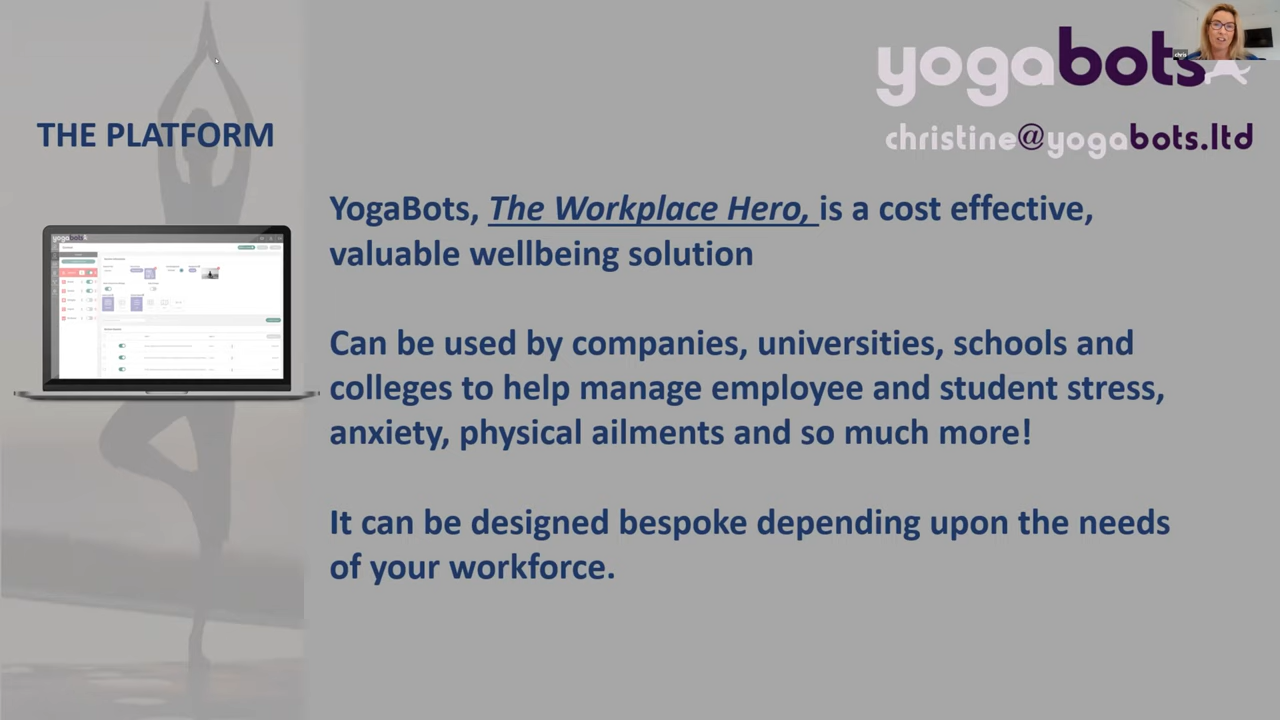 yogabots
christine@yogabots.ltd
THE PLATFORM
YogaBots, The Workplace Hero, is a cost effective,
valuable wellbeing solution
Can be used by companies, universities, schools and
colleges to help manage employee and student stress,
anxiety, physical ailments and so much more!
It can be designed bespoke depending upon the needs
of your workforce.
yogabots